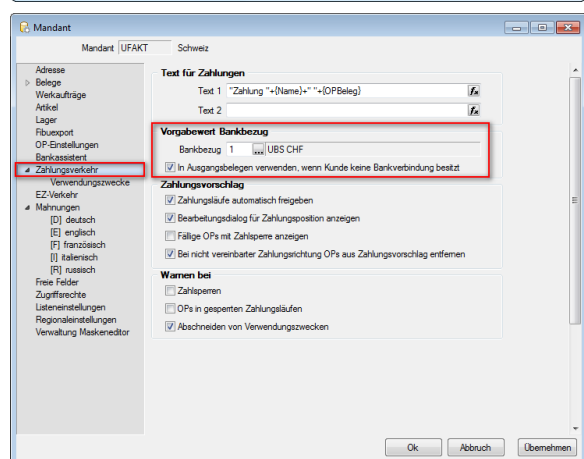 Mandant
Mandant UFAKT Schweiz
Adresse
Belege
Werkaufträge
Artikel
Lager
Fibuexport
OP-Einstellungen
Bankassistent
Zahlungsverkehr
Verwendungszwecke
EZ-Verkehr
Mahnungen
[D] deutsch
[E] englisch
[F] französisch
[I] italienisch
[R] russisch
Freie Felder
Zugriffsrechte
Listeneinstellungen
Regionaleinstellungen
Verwaltung Maskeneditor
Text für Zahlungen
Text 1 "Zahlung "+{Name}+" "+{OPBeleg} fx
Text 2 fx
Vorgabewert Bankbezug
Bankbezug 1 ... UBS CHF
In Ausgangsbelegen verwenden, wenn Kunde keine Bankverbindung besitzt
Zahlungsvorschlag
Zahlungsläufe automatisch freigeben
Bearbeitungsdialog für Zahlungsposition anzeigen
Fällige OPs mit Zahlsperre anzeigen
Bei nicht vereinbarter Zahlungsrichtung OPs aus Zahlungsvorschlag entfernen
Warnen bei
Zahlsperren
OPs in gesperrten Zahlungsläufen
Abschneiden von Verwendungszwecken
Ok Abbruch Übernehmen